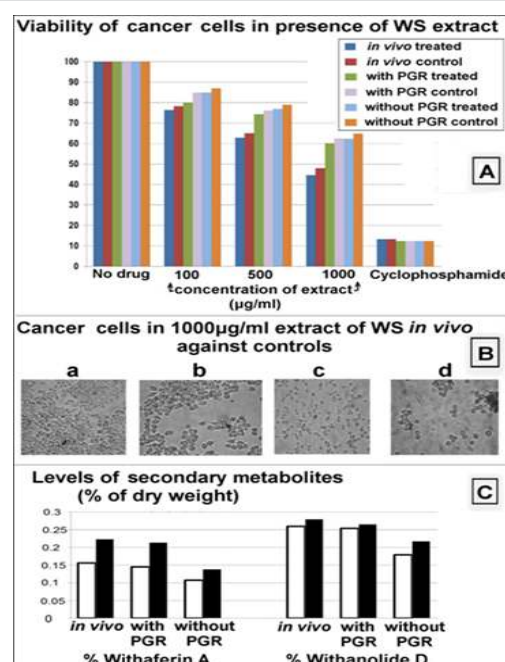 Viability of cancer cells in presence of WS extract
in vivo treated
in vivo control
with PGR treated
with PGR control
without PGR treated
without PGR control
100
90
80
70
60
50
40
30
20
10
0
A
No drug 100 500 1000 Cyclophosphamide
concentration of extract
(µg/ml)
Cancer cells in 1000µg/ml extract of WS in vivo
against controls
B
a b c d
Levels of secondary metabolites
(% of dry weight)
C
0.3
0.25
0.2
0.15
0.1
0.05
0
in vivo with PGR without PGR in vivo with PGR without PGR
% Withaferin A % Withanolide D